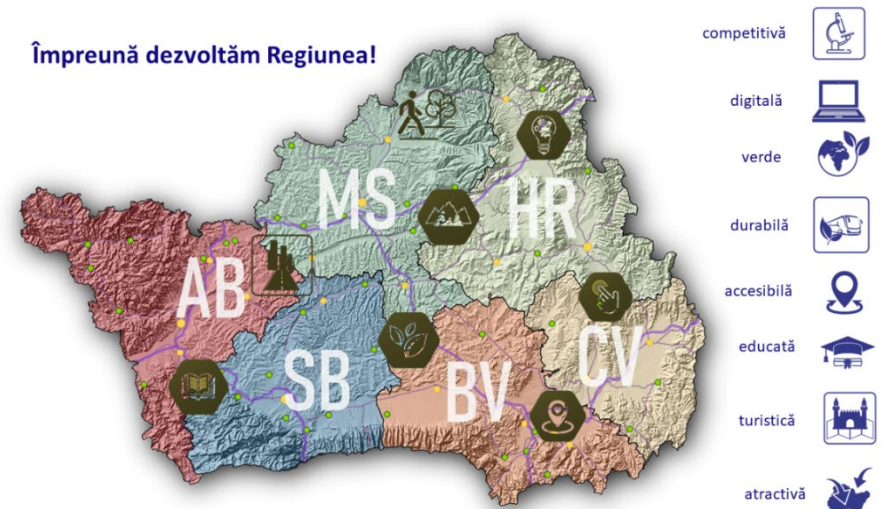 Împreună dezvoltăm Regiunea!
competitivă
digitală
verde
durabilă
accesibilă
educată
turistică
atractivă
MS
HR
AB
SB
BV
CV